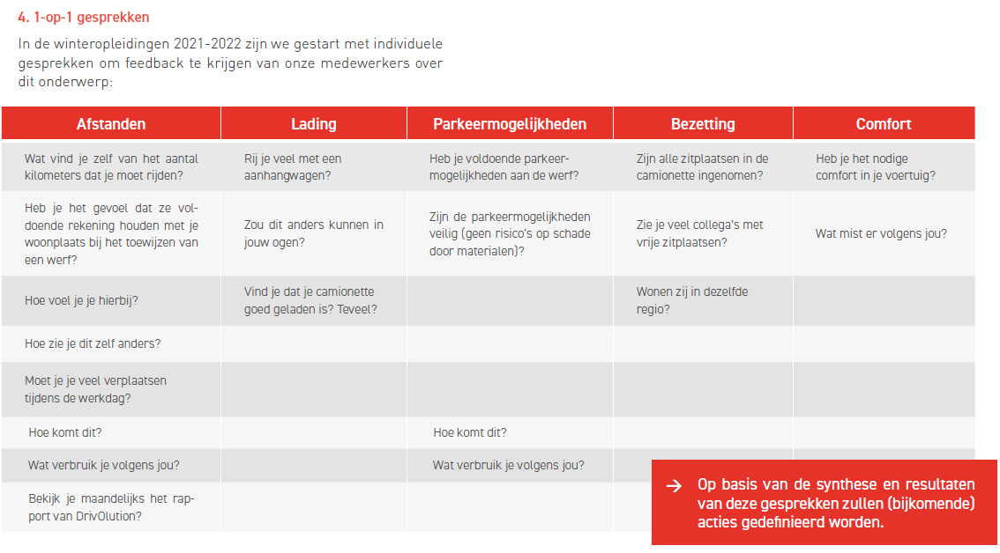 4. 1-op-1 gesprekken
In de winteropleidingen 2021-2022 zijn we gestart met individuele
gesprekken om feedback te krijgen van onze medewerkers over
dit onderwerp:
Afstanden Lading Parkeermogelijkheden Bezetting Comfort
Wat vind je zelf van het aantal
kilometers dat je moet rijden?
Rij je veel met een
aanhangwagen?
Heb je voldoende parkeer-
mogelijkheden aan de werf?
Zijn alle zitplaatsen in de
camionette ingenomen?
Heb je het nodige
comfort in je voertuig?
Heb je het gevoel dat ze vol-
doende rekening houden met je
woonplaats bij het toewijzen van
een werf?
Zou dit anders kunnen in
jouw ogen?
Zijn de parkeermogelijkheden
veilig (geen risico's op schade
door materialen)?
Zie je veel collega's met
vrije zitplaatsen?
Wat mist er volgens jou?
Hoe voel je je hierbij?
Vind je dat je camionette
goed geladen is? Teveel?
Wonen zij in dezelfde
regio?
Hoe zie je dit zelf anders?
Moet je je veel verplaatsen
tijdens de werkdag?
Hoe komt dit?
Hoe komt dit?
Wat verbruik je volgens jou?
Wat verbruik je volgens jou?
Bekijk je maandelijks het rap-
port van DrivOlution?
→ Op basis van de synthese en resultaten
van deze gesprekken zullen (bijkomende)
acties gedefinieerd worden.